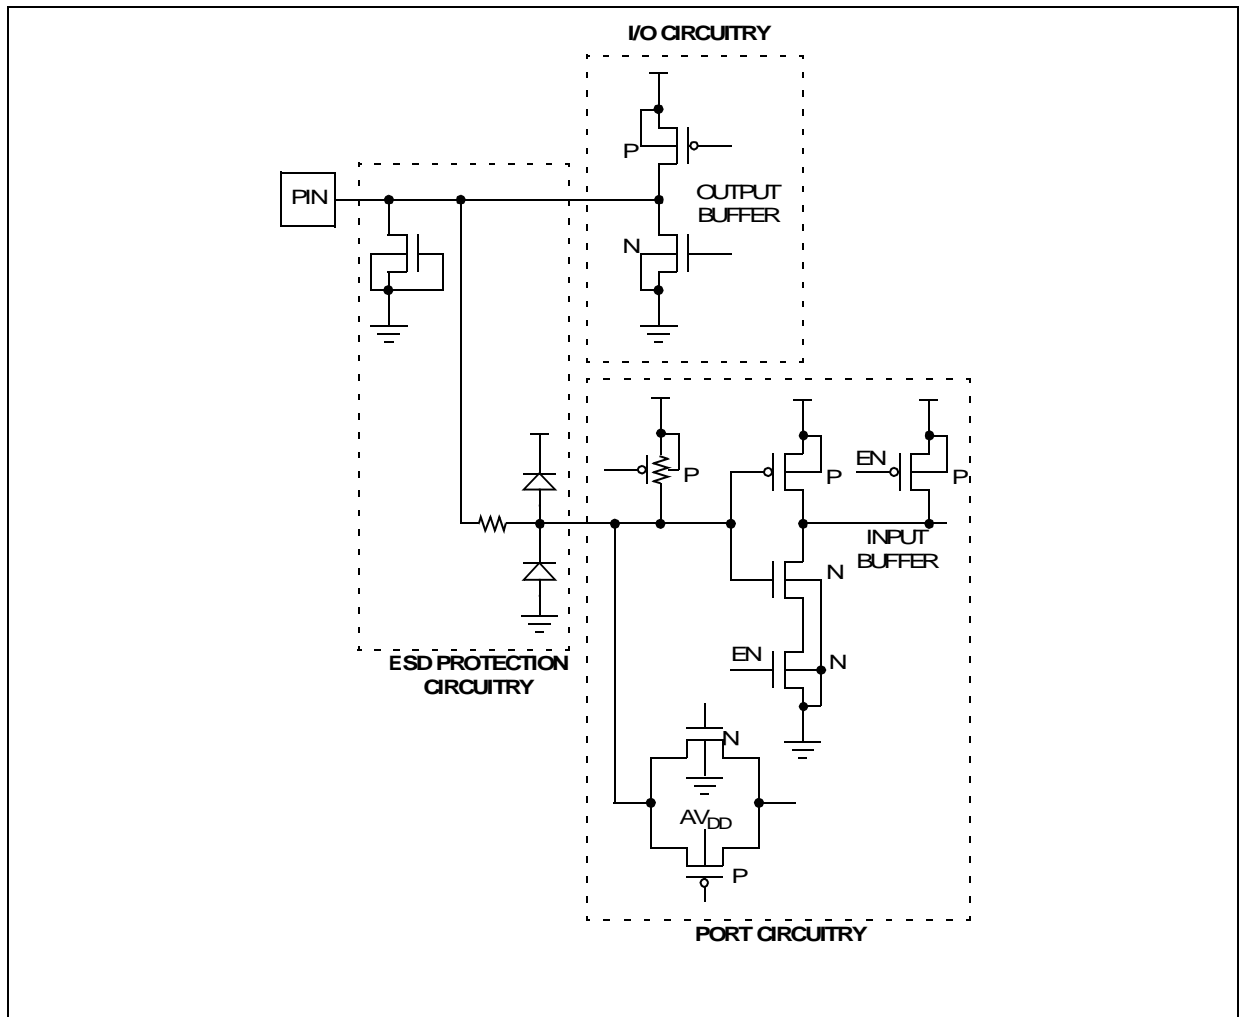 I/O CIRCUITRY
P
PIN
OUTPUT
BUFFER
N
P
EN
P
P
INPUT
BUFFER
N
EN
N
ESD PROTECTION
CIRCUITRY
N
AVDD
P
PORT CIRCUITRY